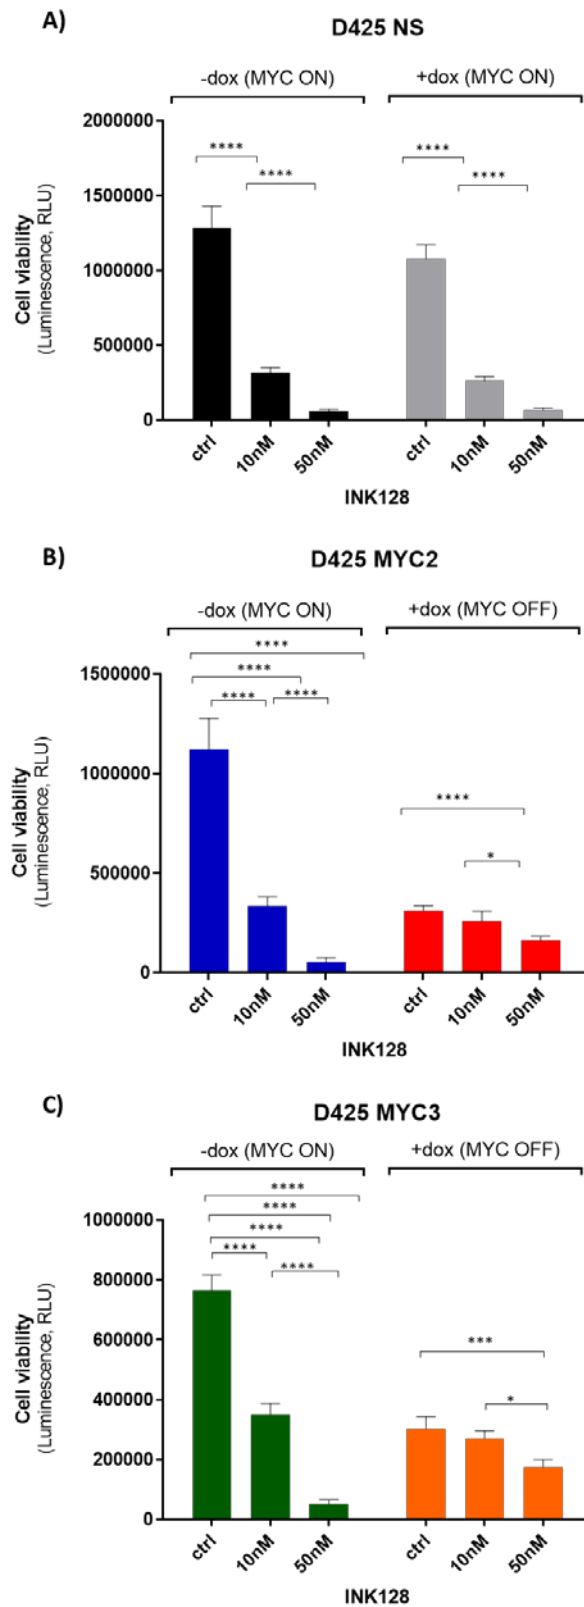 A)
D425 NS
-dox (MYC ON) +dox (MYC ON)
Cell viability
(Luminescence, RLU)
2000000
1500000
1000000
500000
0
**** ****
**** ****
ctrl 10nM 50nM ctrl 10nM 50nM
INK128
B)
D425 MYC2
-dox (MYC ON) +dox (MYC OFF)
Cell viability
(Luminescence, RLU)
1500000
1000000
500000
0
****
****
**** ****
****
*
ctrl 10nM 50nM ctrl 10nM 50nM
INK128
C)
D425 MYC3
-dox (MYC ON) +dox (MYC OFF)
Cell viability
(Luminescence, RLU)
1000000
800000
600000
400000
200000
0
****
****
****
****
****
***
*
ctrl 10nM 50nM ctrl 10nM 50nM
INK128